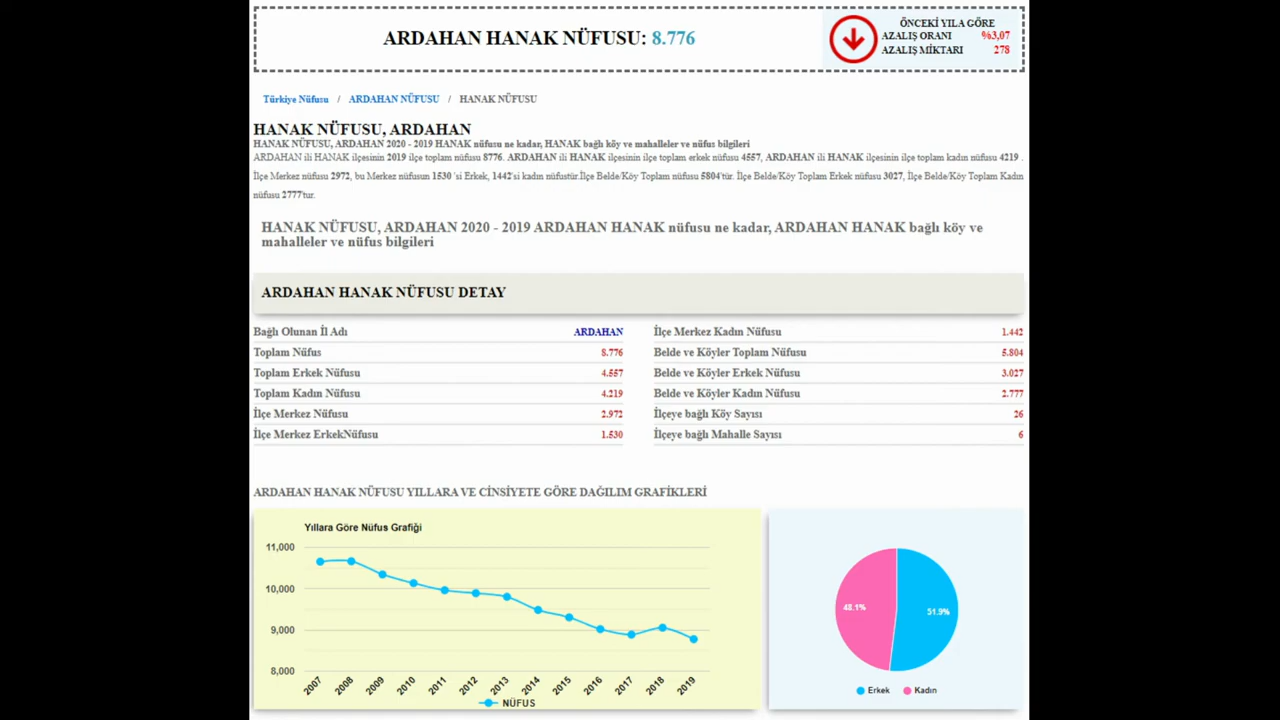 ARDAHAN HANAK NÜFUSU: 8.776
ÖNCEKİ YILA GÖRE
AZALIŞ ORANI %3,07
AZALIŞ MİKTARI 278
Türkiye Nüfusu / ARDAHAN NÜFUSU / HANAK NÜFUSU
HANAK NÜFUSU, ARDAHAN
HANAK NÜFUSU, ARDAHAN 2020 - 2019 HANAK nüfusu ne kadar, HANAK bağlı köy ve mahalleler ve nüfus bilgileri
ARDAHAN ili HANAK ilçesinin 2019 ilçe toplam nüfusu 8776. ARDAHAN ili HANAK ilçesinin ilçe toplam erkek nüfusu 4557, ARDAHAN ili HANAK ilçesinin ilçe toplam kadın nüfusu 4219 .
İlçe Merkez nüfusu 2972, bu Merkez nüfusun 1530 'si Erkek, 1442'si kadın nüfustür.İlçe Belde/Köy Toplam nüfusu 5804'tür. İlçe Belde/Köy Toplam Erkek nüfusu 3027, İlçe Belde/Köy Toplam Kadın
nüfusu 2777'tur.
HANAK NÜFUSU, ARDAHAN 2020 - 2019 ARDAHAN HANAK nüfusu ne kadar, ARDAHAN HANAK bağlı köy ve
mahalleler ve nüfus bilgileri
ARDAHAN HANAK NÜFUSU DETAY
Bağlı Olunan İl Adı ARDAHAN
Toplam Nüfus 8.776
Toplam Erkek Nüfusu 4.557
Toplam Kadın Nüfusu 4.219
İlçe Merkez Nüfusu 2.972
İlçe Merkez ErkekNüfusu 1.530
İlçe Merkez Kadın Nüfusu 1.442
Belde ve Köyler Toplam Nüfusu 5.804
Belde ve Köyler Erkek Nüfusu 3.027
Belde ve Köyler Kadın Nüfusu 2.777
İlçeye bağlı Köy Sayısı 26
İlçeye bağlı Mahalle Sayısı 6
ARDAHAN HANAK NÜFUSU YILLARA VE CİNSİYETE GÖRE DAĞILIM GRAFİKLERİ
Yıllara Göre Nüfus Grafiği
11,000
10,000
9,000
8,000
2007 2008 2009 2010 2011 2012 2013 2014 2015 2016 2017 2018 2019
NÜFUS
48.1% 51.9%
Erkek Kadın